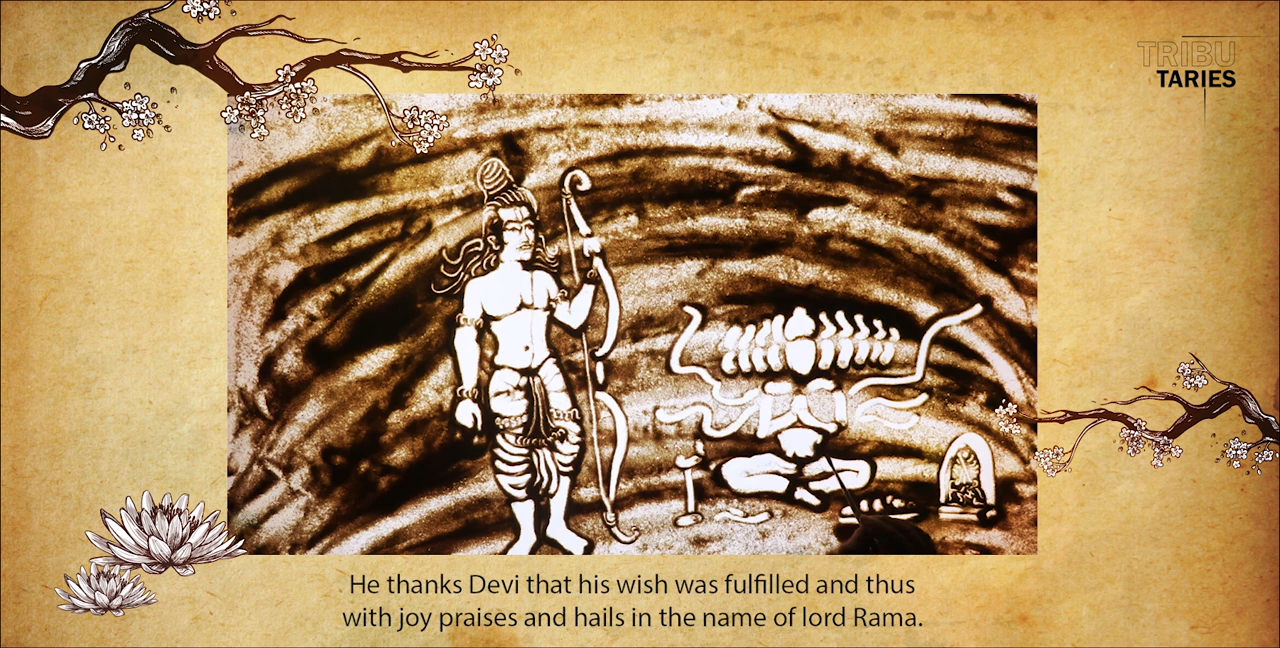 TRIBU
TARIES
He thanks Devi that his wish was fulfilled and thus
with joy praises and hails in the name of lord Rama.